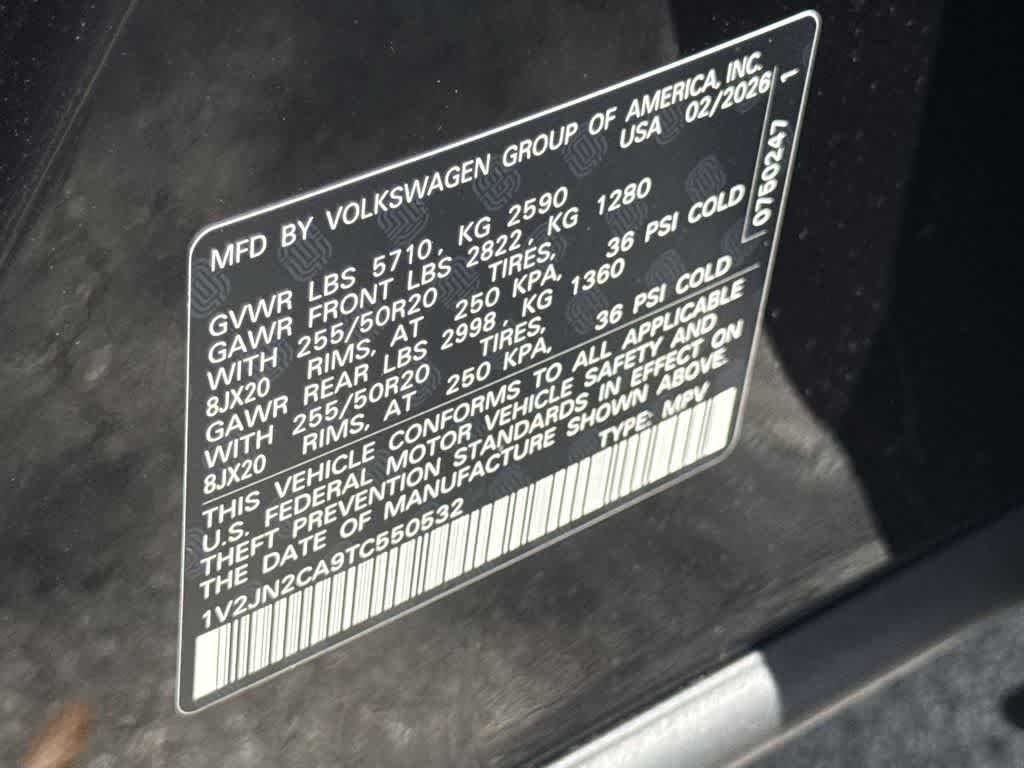 MFD BY VOLKSWAGEN GROUP OF AMERICA, INC.
USA 02/2026
GVWR LBS 5710, KG 2590
GAWR FRONT LBS 2822, KG 1280
WITH 255/50R20 TIRES,
8JX20 RIMS, AT 250 KPA, 36 PSI COLD
GAWR REAR LBS 2998, KG 1360
WITH 255/50R20 TIRES,
8JX20 RIMS, AT 250 KPA, 36 PSI COLD
THIS VEHICLE CONFORMS TO ALL APPLICABLE
U.S. FEDERAL MOTOR VEHICLE SAFETY AND
THEFT PREVENTION STANDARDS IN EFFECT ON
THE DATE OF MANUFACTURE SHOWN ABOVE.
1V2JN2CA9TC550532 TYPE: MPV
0760247 1